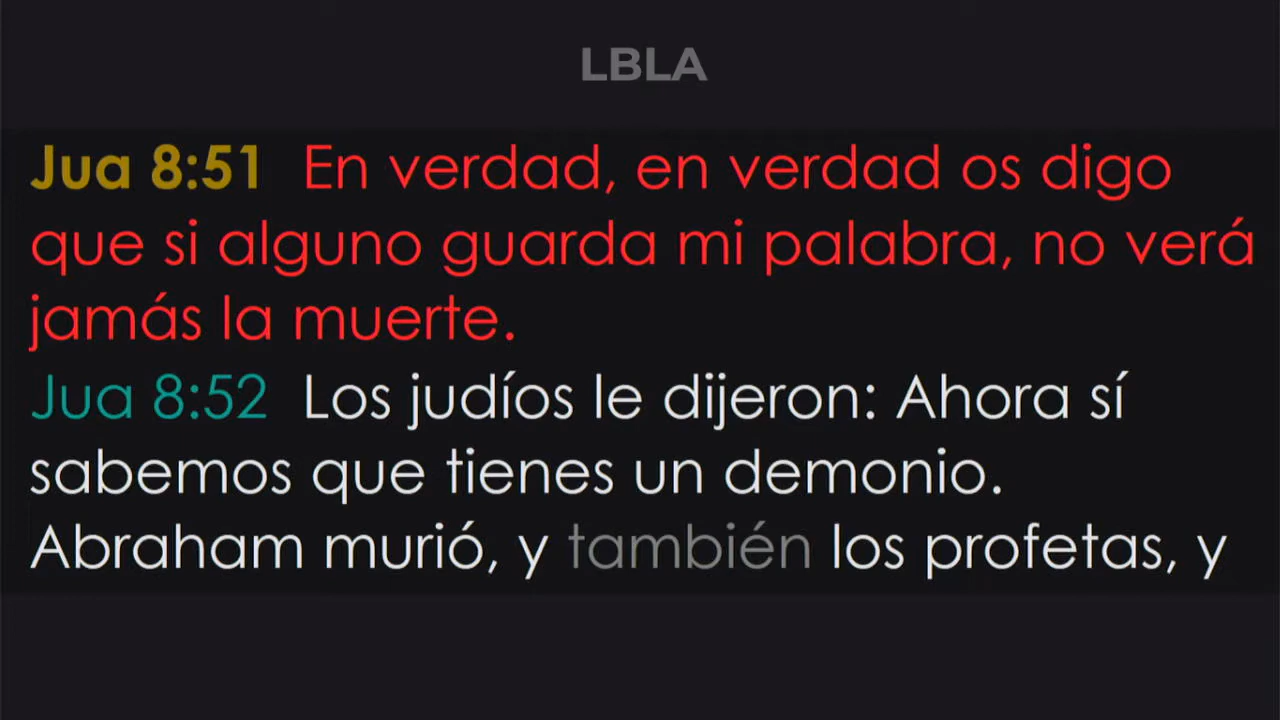 LBLA
Jua 8:51 En verdad, en verdad os digo
que si alguno guarda mi palabra, no verá
jamás la muerte.
Jua 8:52 Los judíos le dijeron: Ahora sí
sabemos que tienes un demonio.
Abraham murió, y también los profetas, y